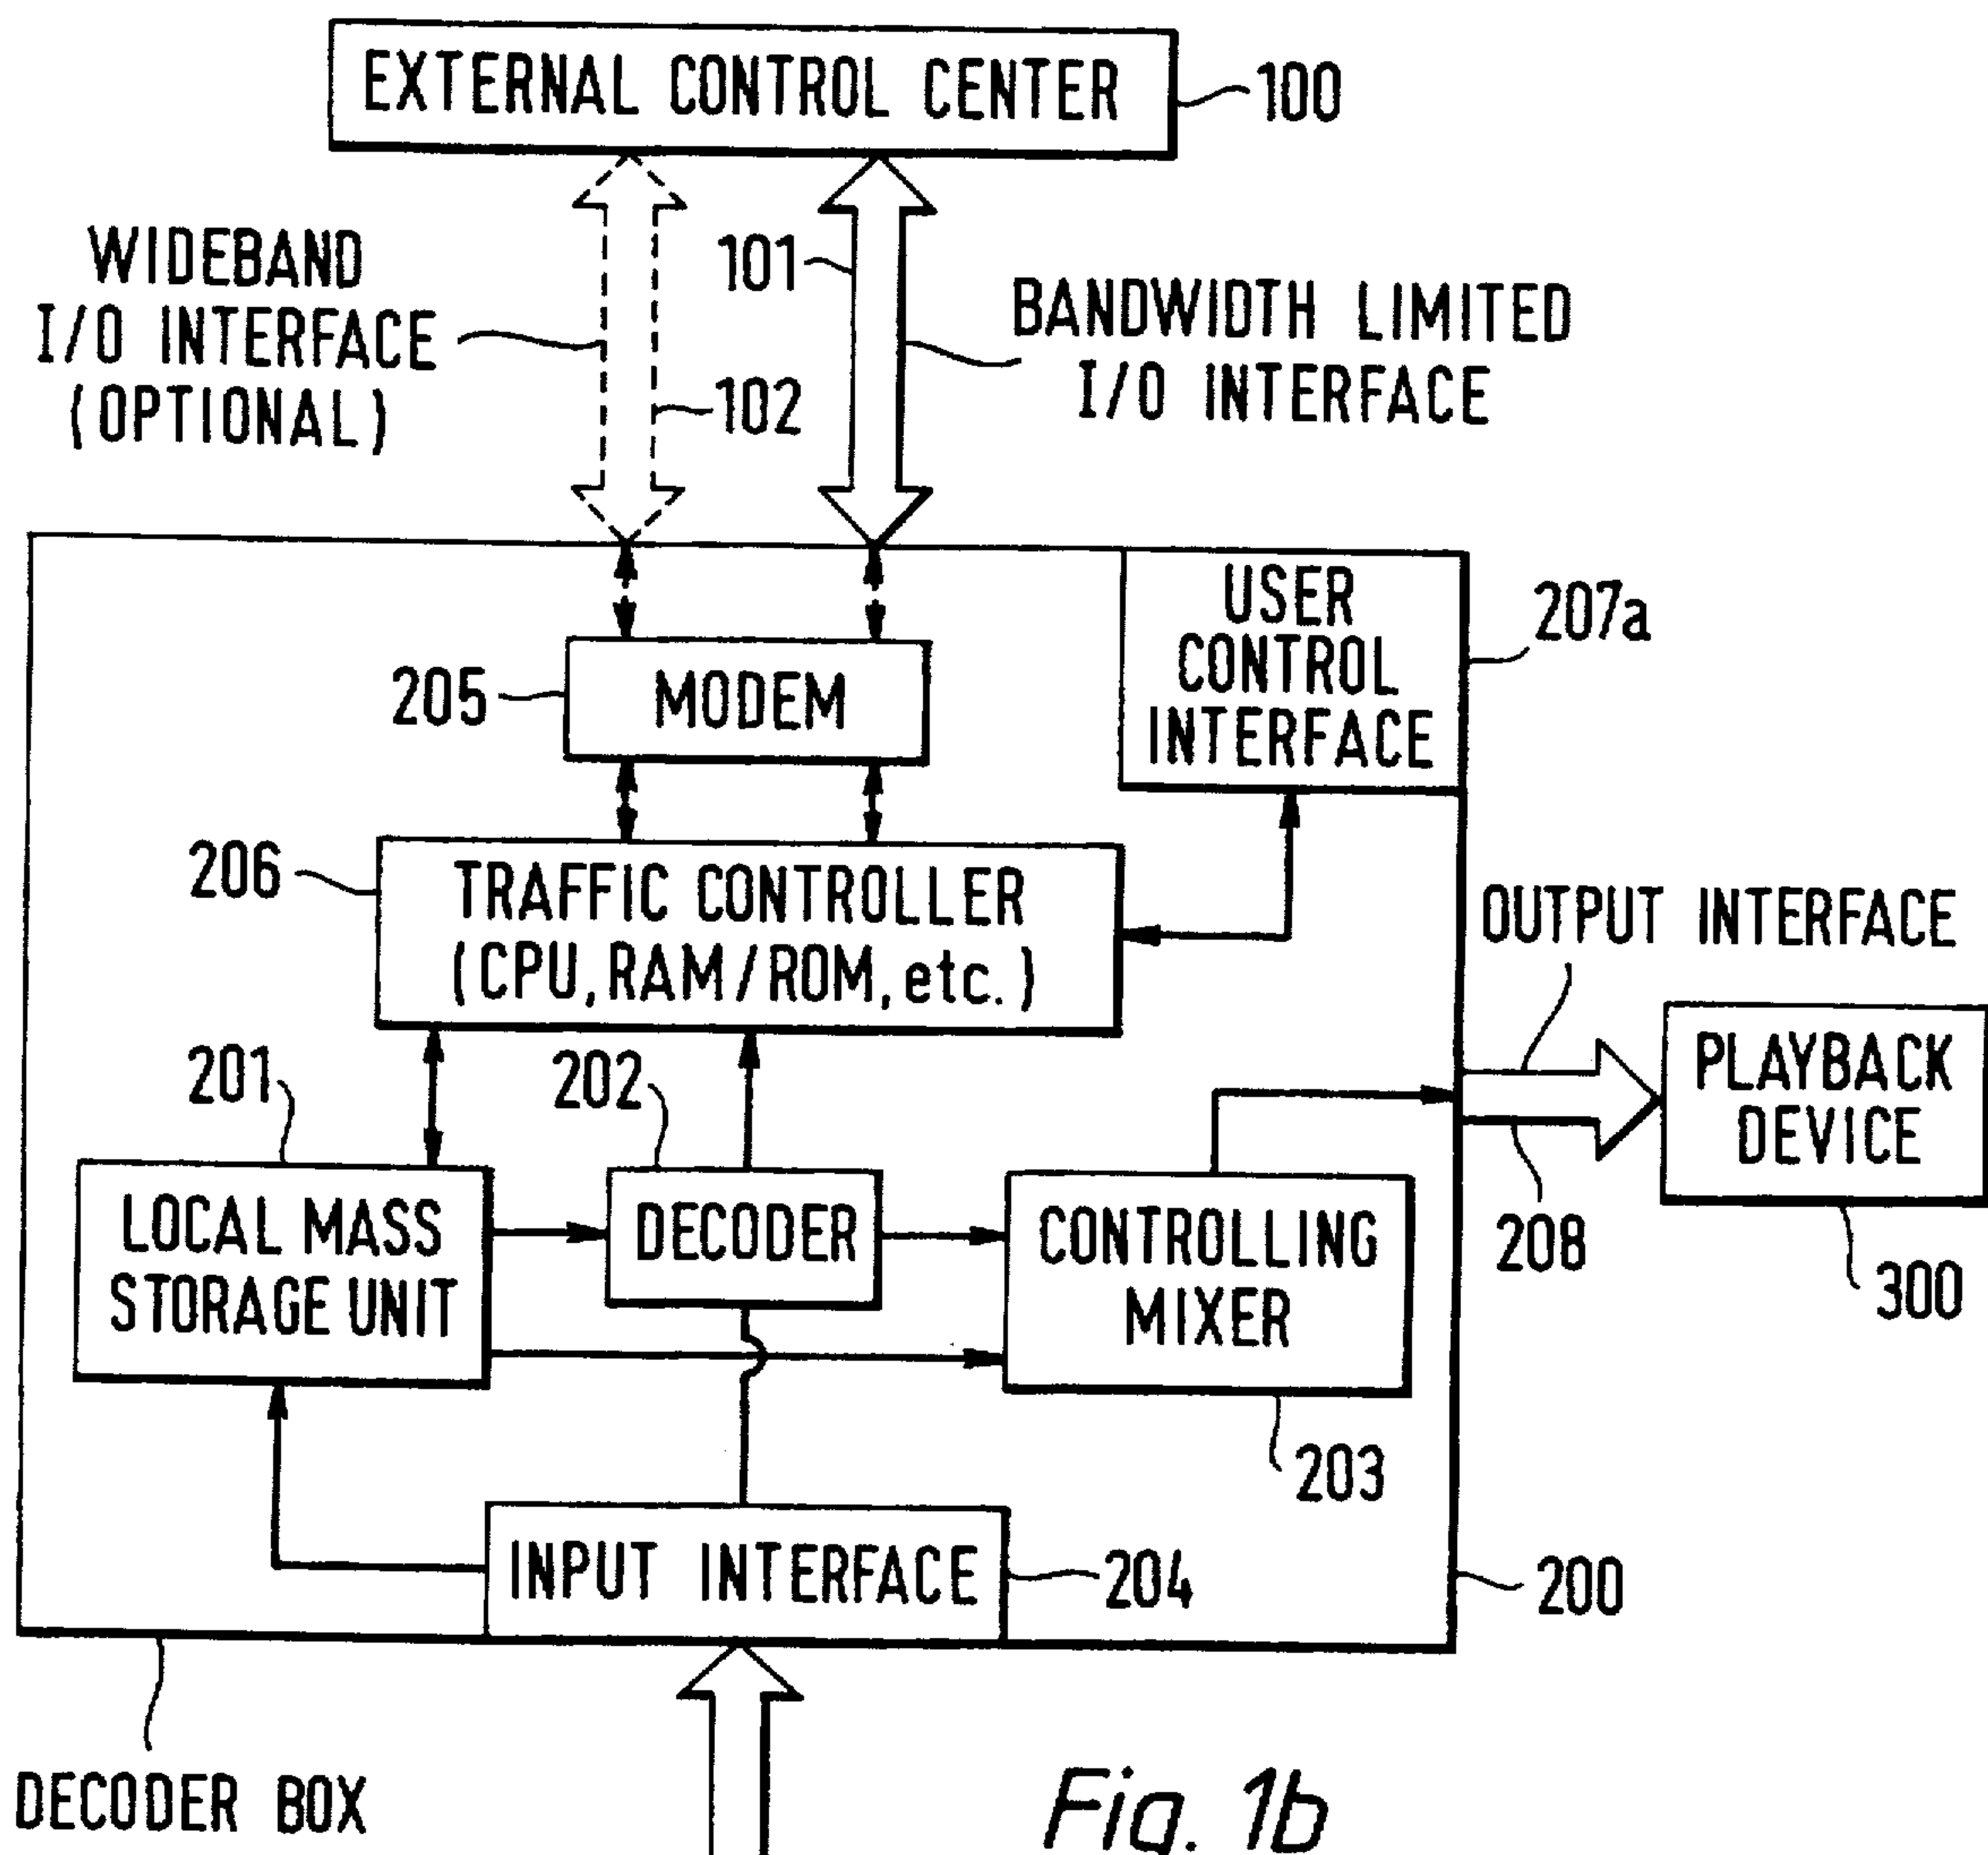 EXTERNAL CONTROL CENTER
100
WIDEBAND
I/O INTERFACE
(OPTIONAL)
101
102
BANDWIDTH LIMITED
I/O INTERFACE
USER
CONTROL
INTERFACE
207a
205
MODEM
206
TRAFFIC CONTROLLER
(CPU, RAM/ROM, etc.)
OUTPUT INTERFACE
PLAYBACK
DEVICE
208
300
201
202
LOCAL MASS
STORAGE UNIT
DECODER
CONTROLLING
MIXER
203
INPUT INTERFACE
204
200
DECODER BOX
Fig. 1b